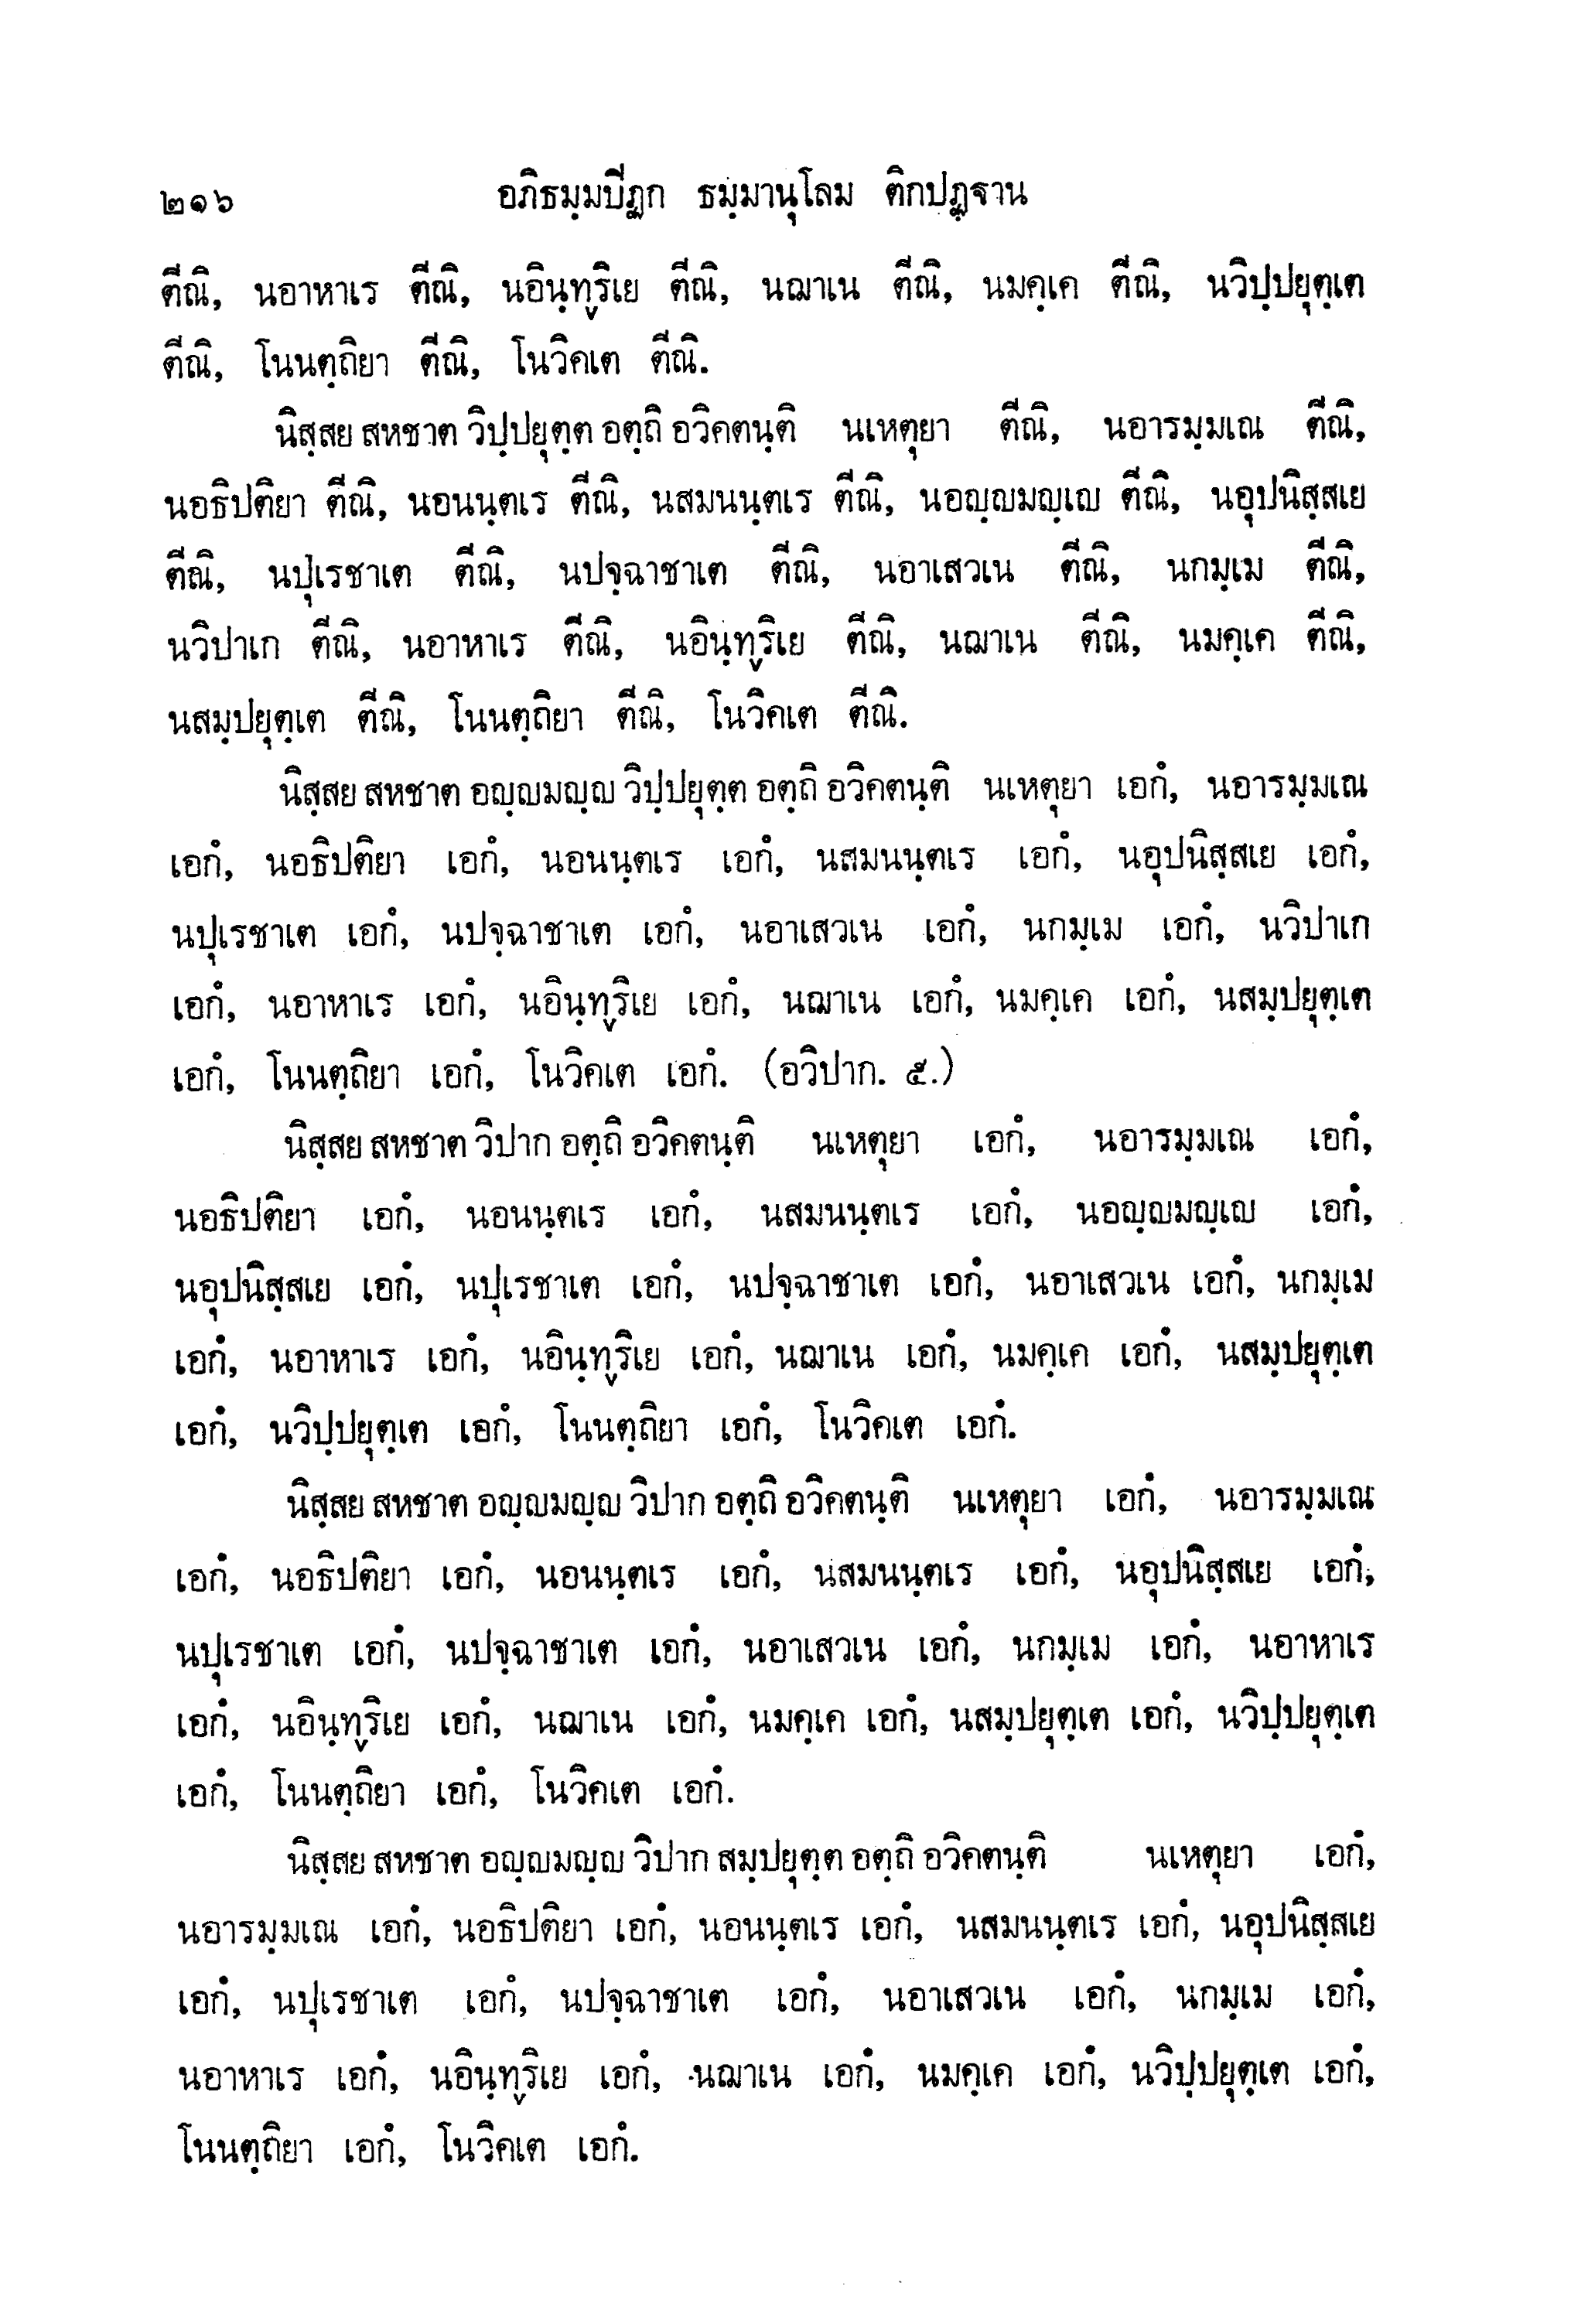 ๒๑๖ อภิธมฺมปีฏก ธมฺมานุโลม ติกปฏฺฐาน
ตีณิ, นอาหาเร ตีณิ, นอินฺทฺริเย ตีณิ, นฌาเน ตีณิ, นมคฺเค ตีณิ, นวิปฺปยุตฺเต
ตีณิ, โนนตฺถิยา ตีณิ, โนวิคเต ตีณิ.
นิสฺสย สหชาต วิปฺปยุตฺต อตฺถิ อวิคตนฺติ นเหตุยา ตีณิ, นอารมฺมเณ ตีณิ,
นอธิปติยา ตีณิ, นอนนฺตเร ตีณิ, นสมนนฺตเร ตีณิ, นอญฺญมญฺเญ ตีณิ, นอุปนิสฺสเย
ตีณิ, นปุเรชาเต ตีณิ, นปจฺฉาชาเต ตีณิ, นอาเสวเน ตีณิ, นกมฺเม ตีณิ,
นวิปาเก ตีณิ, นอาหาเร ตีณิ, นอินฺทฺริเย ตีณิ, นฌาเน ตีณิ, นมคฺเค ตีณิ,
นสมฺปยุตฺเต ตีณิ, โนนตฺถิยา ตีณิ, โนวิคเต ตีณิ.
นิสฺสย สหชาต อญฺญมญฺญ วิปฺปยุตฺต อตฺถิ อวิคตนฺติ นเหตุยา เอกํ, นอารมฺมเณ
เอกํ, นอธิปติยา เอกํ, นอนนฺตเร เอกํ, นสมนนฺตเร เอกํ, นอุปนิสฺสเย เอกํ,
นปุเรชาเต เอกํ, นปจฺฉาชาเต เอกํ, นอาเสวเน เอกํ, นกมฺเม เอกํ, นวิปาเก
เอกํ, นอาหาเร เอกํ, นอินฺทฺริเย เอกํ, นฌาเน เอกํ, นมคฺเค เอกํ, นสมฺปยุตฺเต
เอกํ, โนนตฺถิยา เอกํ, โนวิคเต เอกํ. (อวิปาก. ๕.)
นิสฺสย สหชาต วิปาก อตฺถิ อวิคตนฺติ นเหตุยา เอกํ, นอารมฺมเณ เอกํ,
นอธิปติยา เอกํ, นอนนฺตเร เอกํ, นสมนนฺตเร เอกํ, นอญฺญมญฺเญ เอกํ,
นอุปนิสฺสเย เอกํ, นปุเรชาเต เอกํ, นปจฺฉาชาเต เอกํ, นอาเสวเน เอกํ, นกมฺเม
เอกํ, นอาหาเร เอกํ, นอินฺทฺริเย เอกํ, นฌาเน เอกํ, นมคฺเค เอกํ, นสมฺปยุตฺเต
เอกํ, นวิปฺปยุตฺเต เอกํ, โนนตฺถิยา เอกํ, โนวิคเต เอกํ.
นิสฺสย สหชาต อญฺญมญฺญ วิปาก อตฺถิ อวิคตนฺติ นเหตุยา เอกํ, นอารมฺมเณ
เอกํ, นอธิปติยา เอกํ, นอนนฺตเร เอกํ, นสมนนฺตเร เอกํ, นอุปนิสฺสเย เอกํ,
นปุเรชาเต เอกํ, นปจฺฉาชาเต เอกํ, นอาเสวเน เอกํ, นกมฺเม เอกํ, นอาหาเร
เอกํ, นอินฺทฺริเย เอกํ, นฌาเน เอกํ, นมคฺเค เอกํ, นสมฺปยุตฺเต เอกํ, นวิปฺปยุตฺเต
เอกํ, โนนตฺถิยา เอกํ, โนวิคเต เอกํ.
นิสฺสย สหชาต อญฺญมญฺญ วิปาก สมฺปยุตฺต อตฺถิ อวิคตนฺติ นเหตุยา เอกํ,
นอารมฺมเณ เอกํ, นอธิปติยา เอกํ, นอนนฺตเร เอกํ, นสมนนฺตเร เอกํ, นอุปนิสฺสเย
เอกํ, นปุเรชาเต เอกํ, นปจฺฉาชาเต เอกํ, นอาเสวเน เอกํ, นกมฺเม เอกํ,
นอาหาเร เอกํ, นอินฺทฺริเย เอกํ, นฌาเน เอกํ, นมคฺเค เอกํ, นวิปฺปยุตฺเต เอกํ,
โนนตฺถิยา เอกํ, โนวิคเต เอกํ.